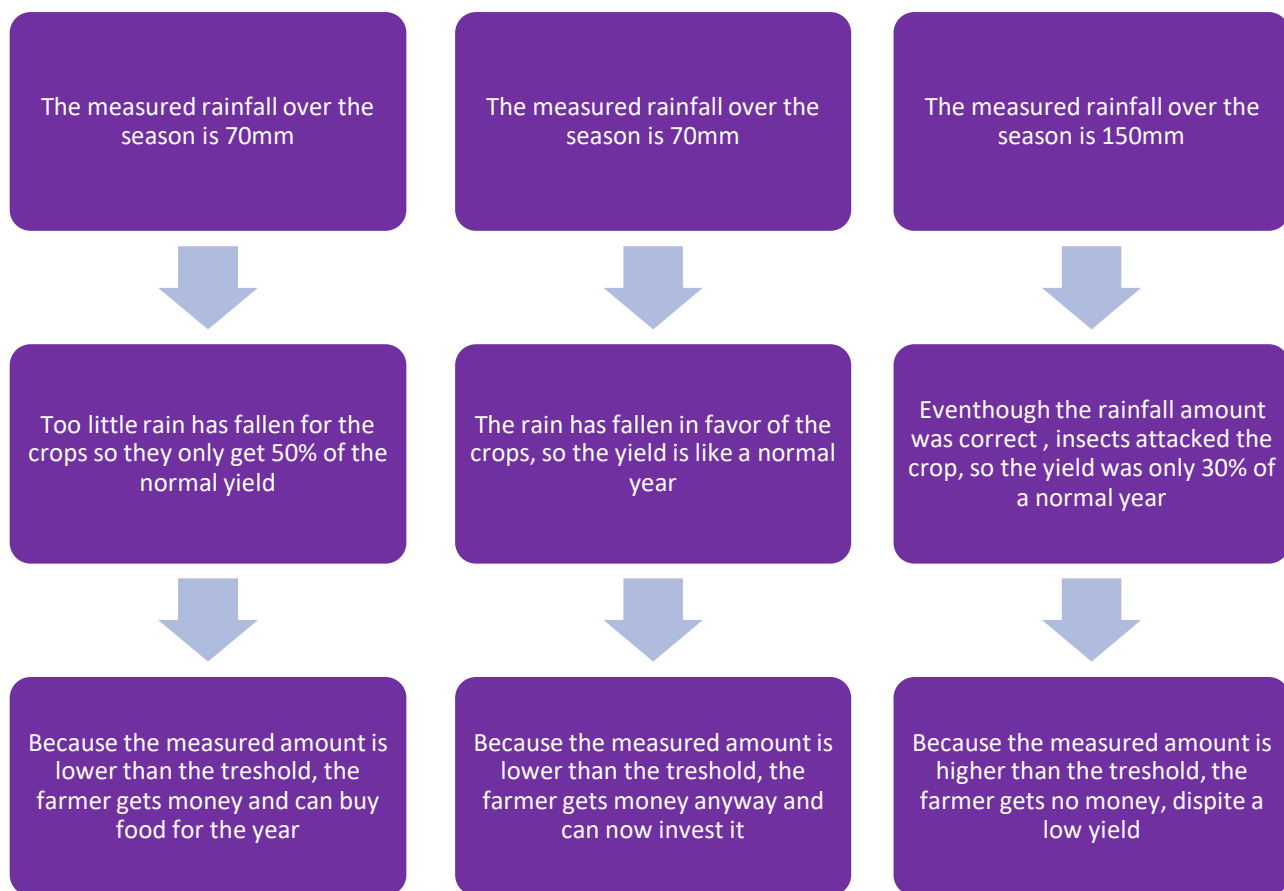 The measured rainfall over the
season is 70mm
Too little rain has fallen for the
crops so they only get 50% of the
normal yield
Because the measured amount is
lower than the treshold, the
farmer gets money and can buy
food for the year
The measured rainfall over the
season is 70mm
The rain has fallen in favor of the
crops, so the yield is like a normal
year
Because the measured amount is
lower than the treshold, the
farmer gets money anyway and
can now invest it
The measured rainfall over the
season is 150mm
Eventhough the rainfall amount
was correct , insects attacked the
crop, so the yield was only 30% of
a normal year
Because the measured amount is
higher than the treshold, the
farmer gets no money, dispite a
low yield